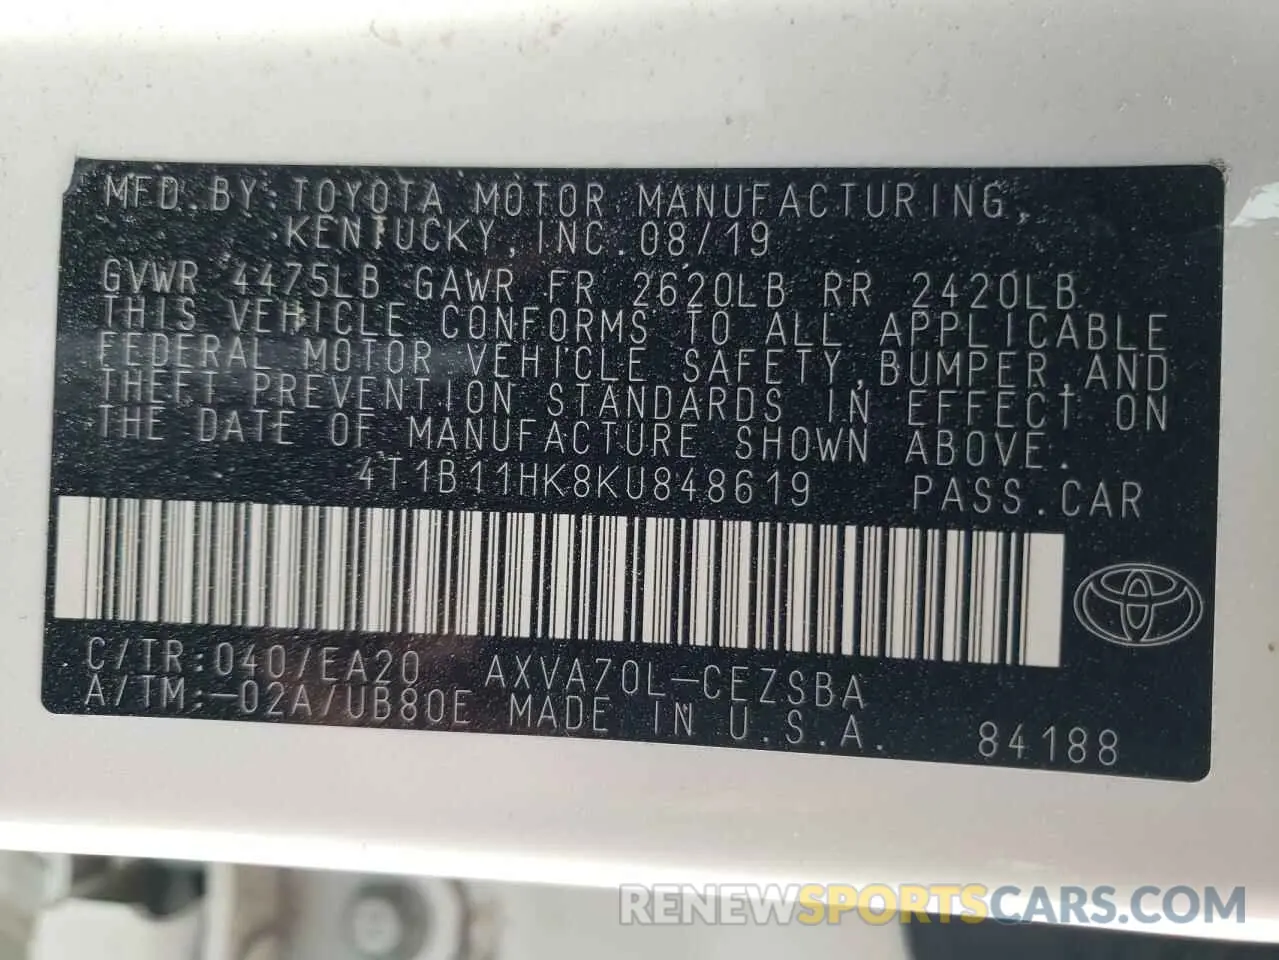 MFD.BY:TOYOTA MOTOR MANUFACTURING,
KENTUCKY, INC. 08/19
GVWR 4475LB GAWR FR 2620LB RR 2420LB
THIS VEHICLE CONFORMS TO ALL APPLICABLE
FEDERAL MOTOR VEHICLE SAFETY,BUMPER,AND
THEFT PREVENTION STANDARDS IN EFFECT ON
THE DATE OF MANUFACTURE SHOWN ABOVE.
4T1B11HK8KU848619 PASS.CAR
C/TR:040/EA20 AXVA70L-CEZSBA
A/TM:-02A/UB80E MADE IN U.S.A. 84188
RENEWSPORTSCARS.COM